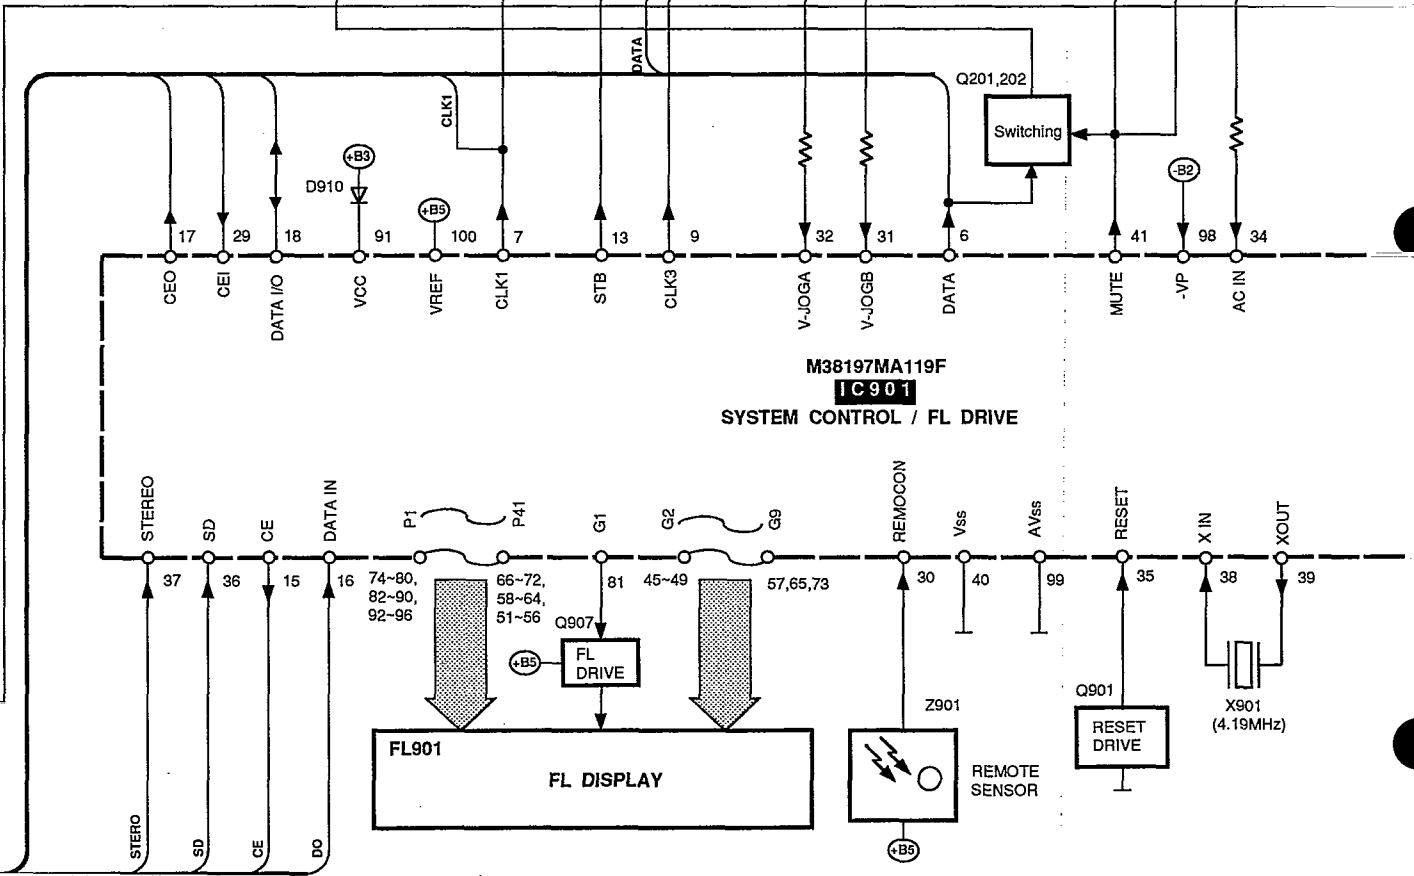 DATA
Q201,202
CLK1
Switching
+B3
D910
-B2
+B5
17
29
18
91
100
7
13
9
32
31
6
41
98
34
CEO
CEI
DATA I/O
VCC
VREF
CLK1
STB
CLK3
V-JOGA
V-JOGB
DATA
MUTE
-VP
AC IN
M38197MA119F
IC901
SYSTEM CONTROL / FL DRIVE
STEREO
SD
CE
DATA IN
P1
P41
G1
G2
G9
REMOCON
Vss
AVss
RESET
X IN
XOUT
37
36
15
16
74~80,
82~90,
92~96
66~72,
58~64,
51~56
81
45~49
57,65,73
30
40
99
35
38
39
Q907
+B5
FL
DRIVE
Q901
Z901
X901
(4.19MHz)
RESET
DRIVE
FL901
FL DISPLAY
REMOTE
SENSOR
STERO
SD
CE
DO
+B5